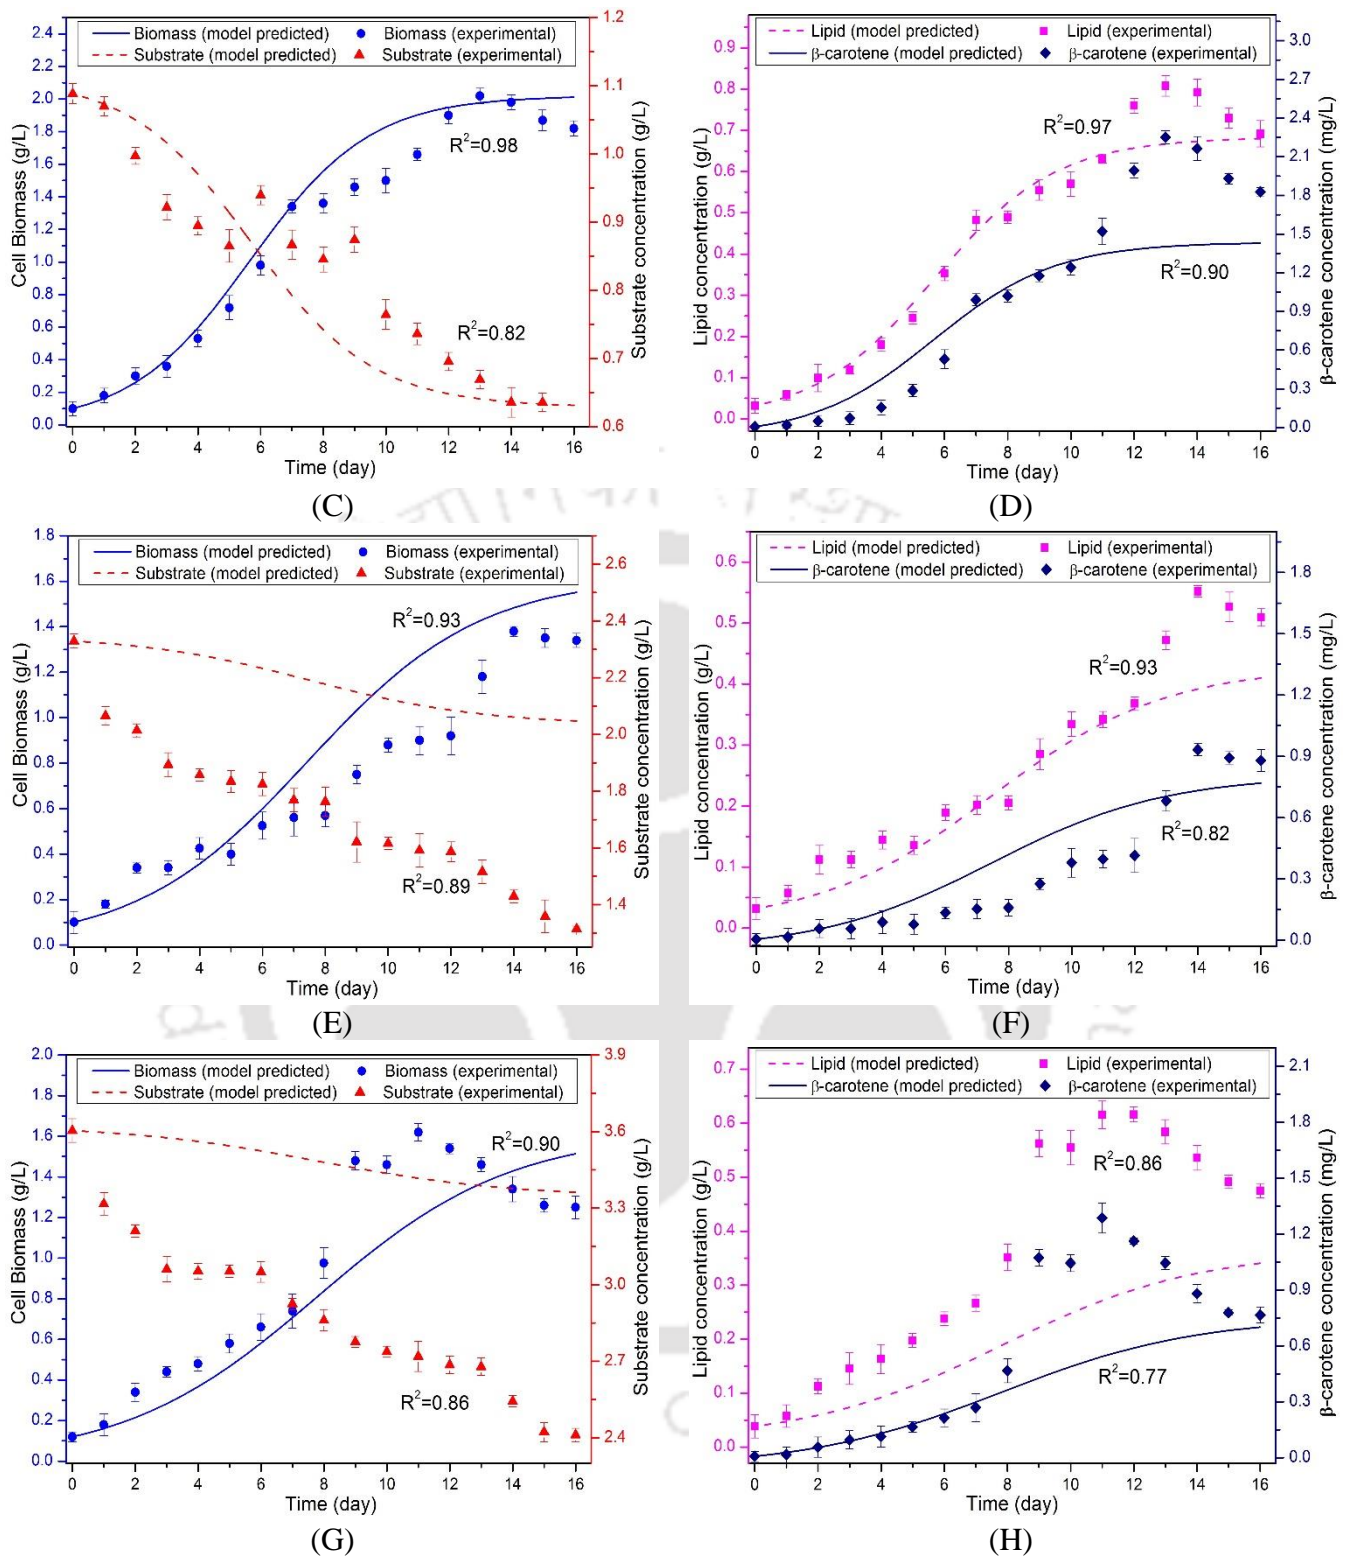 Biomass (model predicted) Biomass (experimental)
Substrate (model predicted) Substrate (experimental)
2.4
2.2
2.0
1.8
1.6
1.4
1.2
1.0
0.8
0.6
0.4
0.2
0.0
Cell Biomass (g/L)
R²=0.98
R²=0.82
1.2
1.1
1.0
0.9
0.8
0.7
0.6
Substrate concentration (g/L)
0 2 4 6 8 10 12 14 16
Time (day)
(C)
Lipid (model predicted) Lipid (experimental)
β-carotene (model predicted) β-carotene (experimental)
0.9
0.8
0.7
0.6
0.5
0.4
0.3
0.2
0.1
0.0
Lipid concentration (g/L)
R²=0.97
R²=0.90
3.0
2.7
2.4
2.1
1.8
1.5
1.2
0.9
0.6
0.3
0.0
β-carotene concentration (mg/L)
0 2 4 6 8 10 12 14 16
Time (day)
(D)
Biomass (model predicted) Biomass (experimental)
Substrate (model predicted) Substrate (experimental)
1.8
1.6
1.4
1.2
1.0
0.8
0.6
0.4
0.2
0.0
Cell Biomass (g/L)
R²=0.93
R²=0.89
2.6
2.4
2.2
2.0
1.8
1.6
1.4
Substrate concentration (g/L)
0 2 4 6 8 10 12 14 16
Time (day)
(E)
Lipid (model predicted) Lipid (experimental)
β-carotene (model predicted) β-carotene (experimental)
0.6
0.5
0.4
0.3
0.2
0.1
0.0
Lipid concentration (g/L)
R²=0.93
R²=0.82
1.8
1.5
1.2
0.9
0.6
0.3
0.0
β-carotene concentration (mg/L)
0 2 4 6 8 10 12 14 16
Time (day)
(F)
Biomass (model predicted) Biomass (experimental)
Substrate (model predicted) Substrate (experimental)
2.0
1.8
1.6
1.4
1.2
1.0
0.8
0.6
0.4
0.2
0.0
Cell Biomass (g/L)
R²=0.90
R²=0.86
3.9
3.6
3.3
3.0
2.7
2.4
Substrate concentration (g/L)
0 2 4 6 8 10 12 14 16
Time (day)
(G)
Lipid (model predicted) Lipid (experimental)
β-carotene (model predicted) β-carotene (experimental)
0.7
0.6
0.5
0.4
0.3
0.2
0.1
0.0
Lipid concentration (g/L)
R²=0.86
R²=0.77
2.1
1.8
1.5
1.2
0.9
0.6
0.3
0.0
β-carotene concentration (mg/L)
0 2 4 6 8 10 12 14 16
Time (day)
(H)